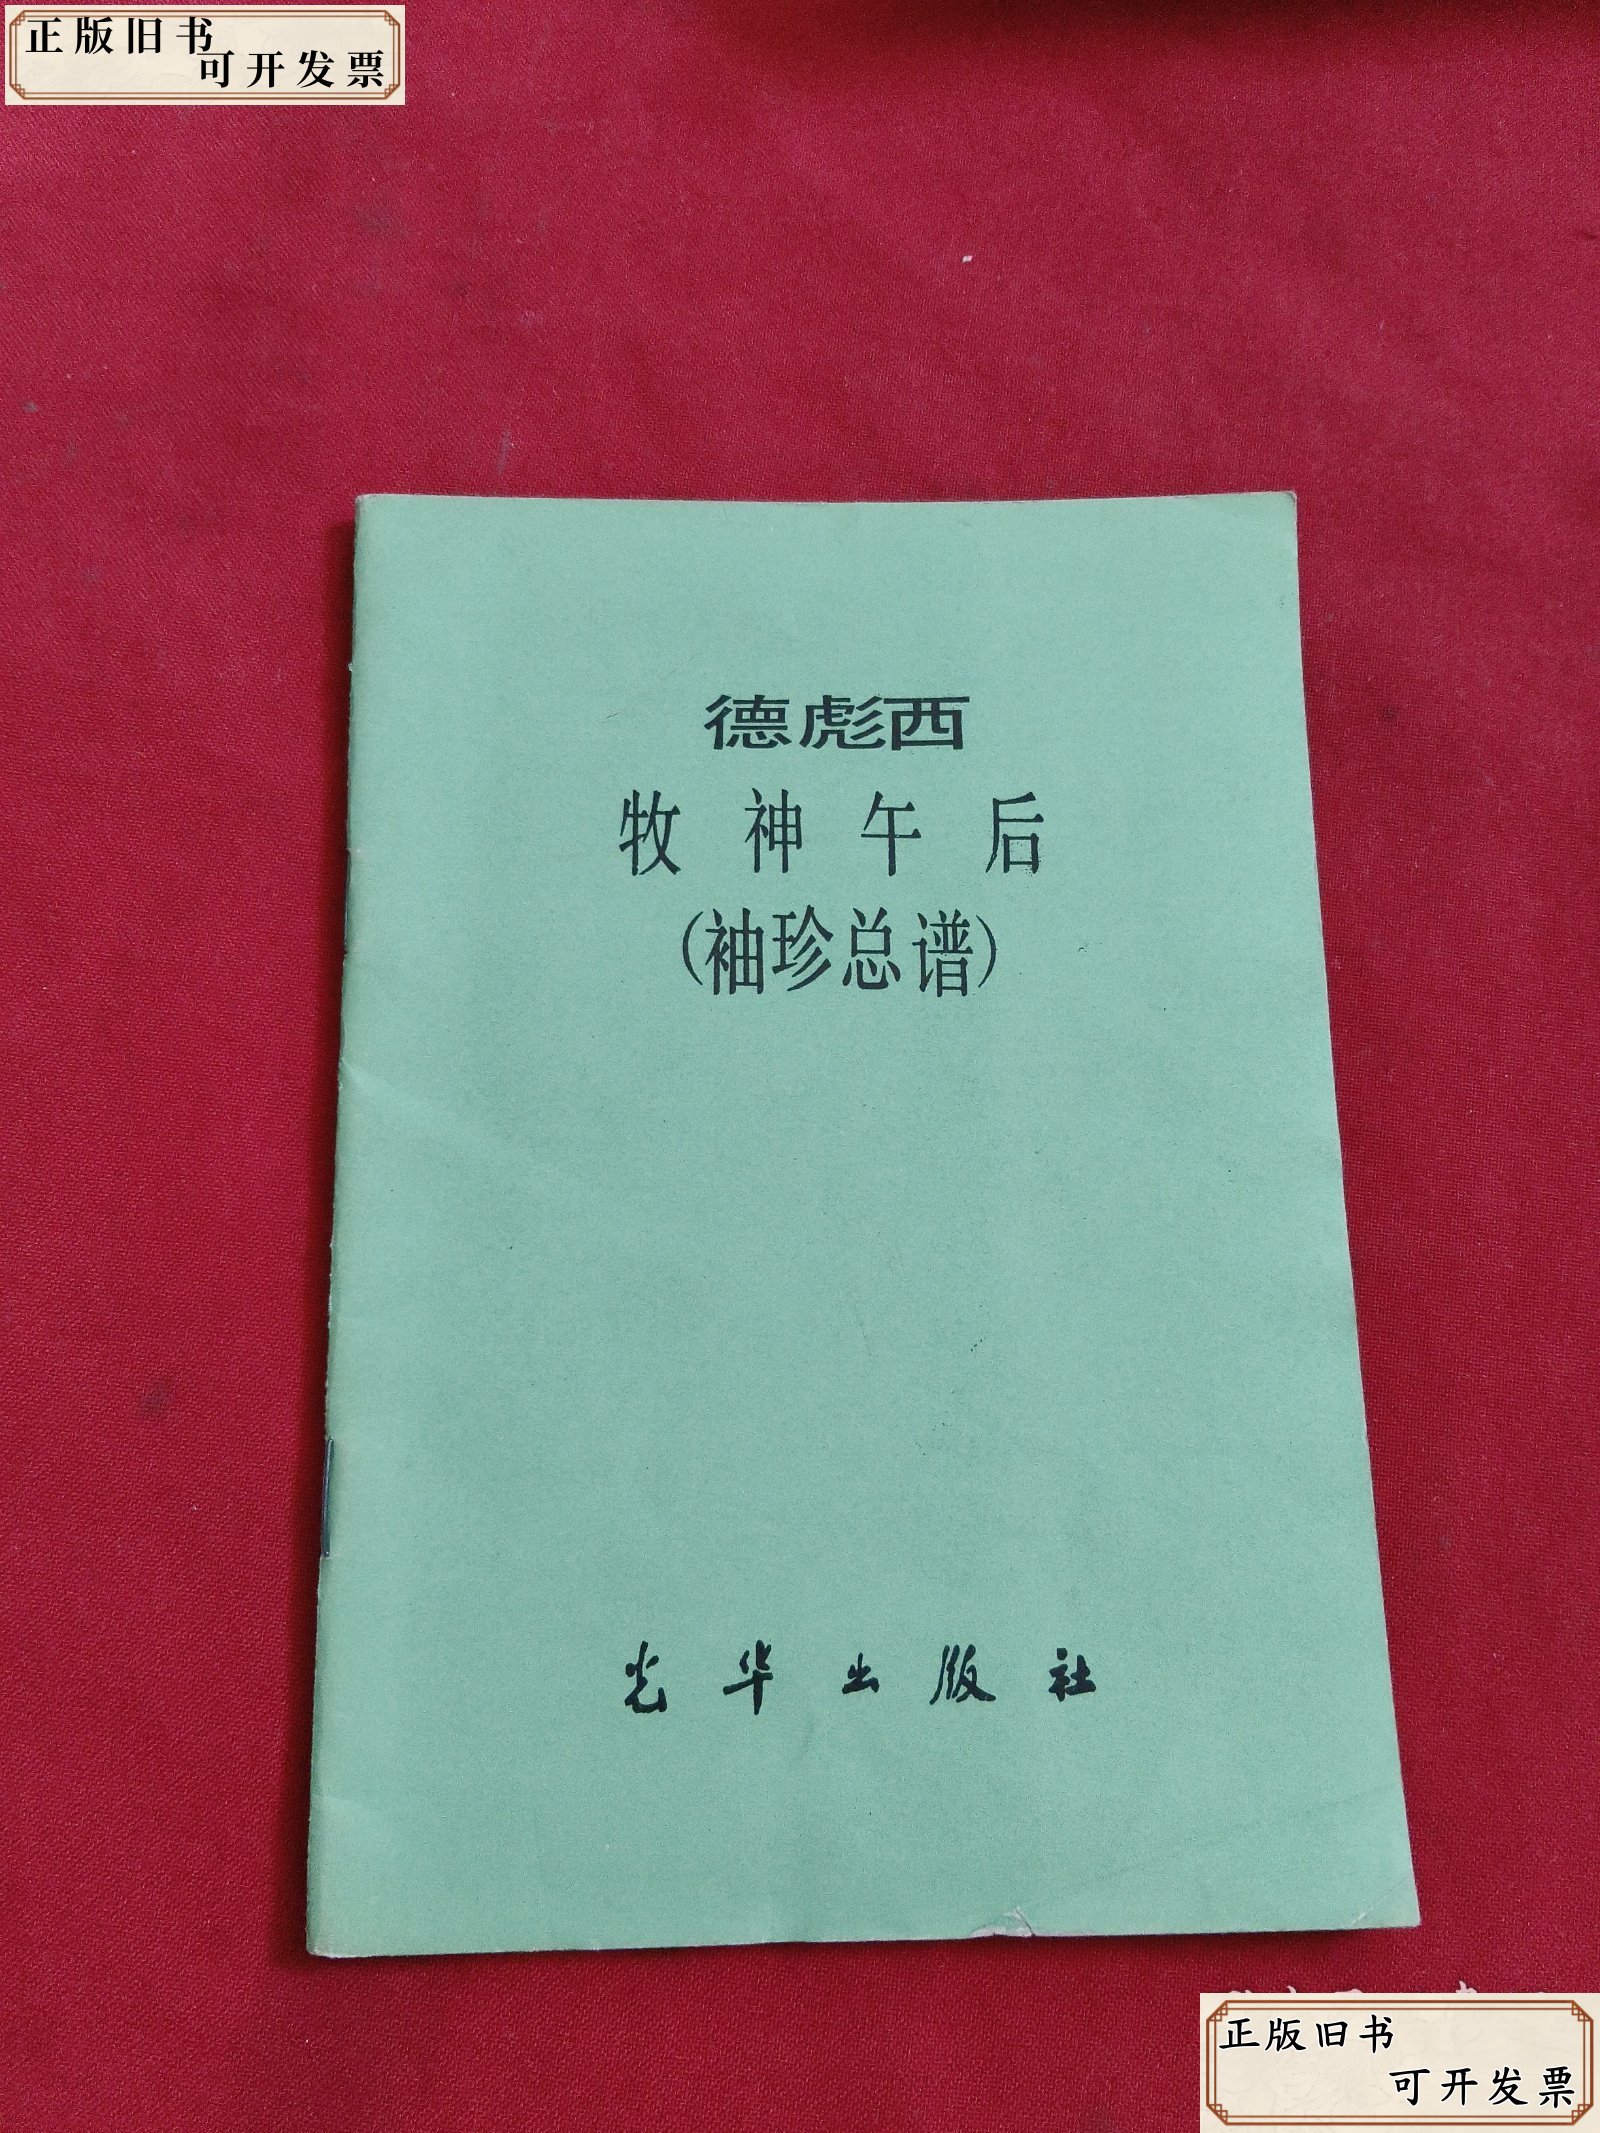 正版旧书
可开发票
德彪西
牧神午后
(袖珍总谱)
光华出版社
正版旧书
可开发票